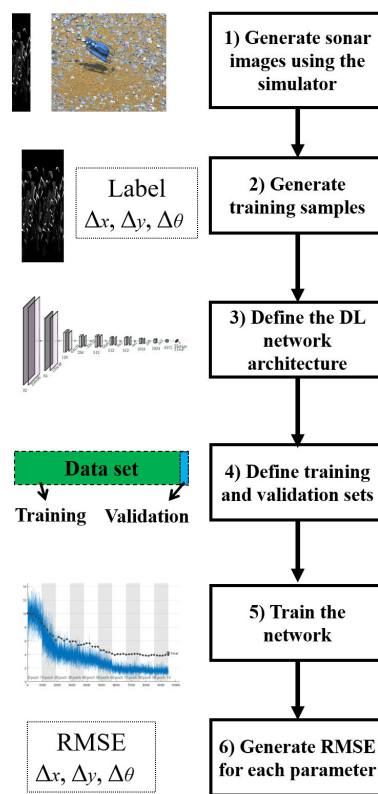 1) Generate
sonar
images using
the
simulator
Label
Δx, Δy, Δθ
2) Generate
training samples
3) Define the DL
network
architecture
Data set
Training
Validation
4) Define training
and validation sets
5) Train the
network
RMSE
Δx, Δy, Δθ
6) Generate RMSE
for each parameter